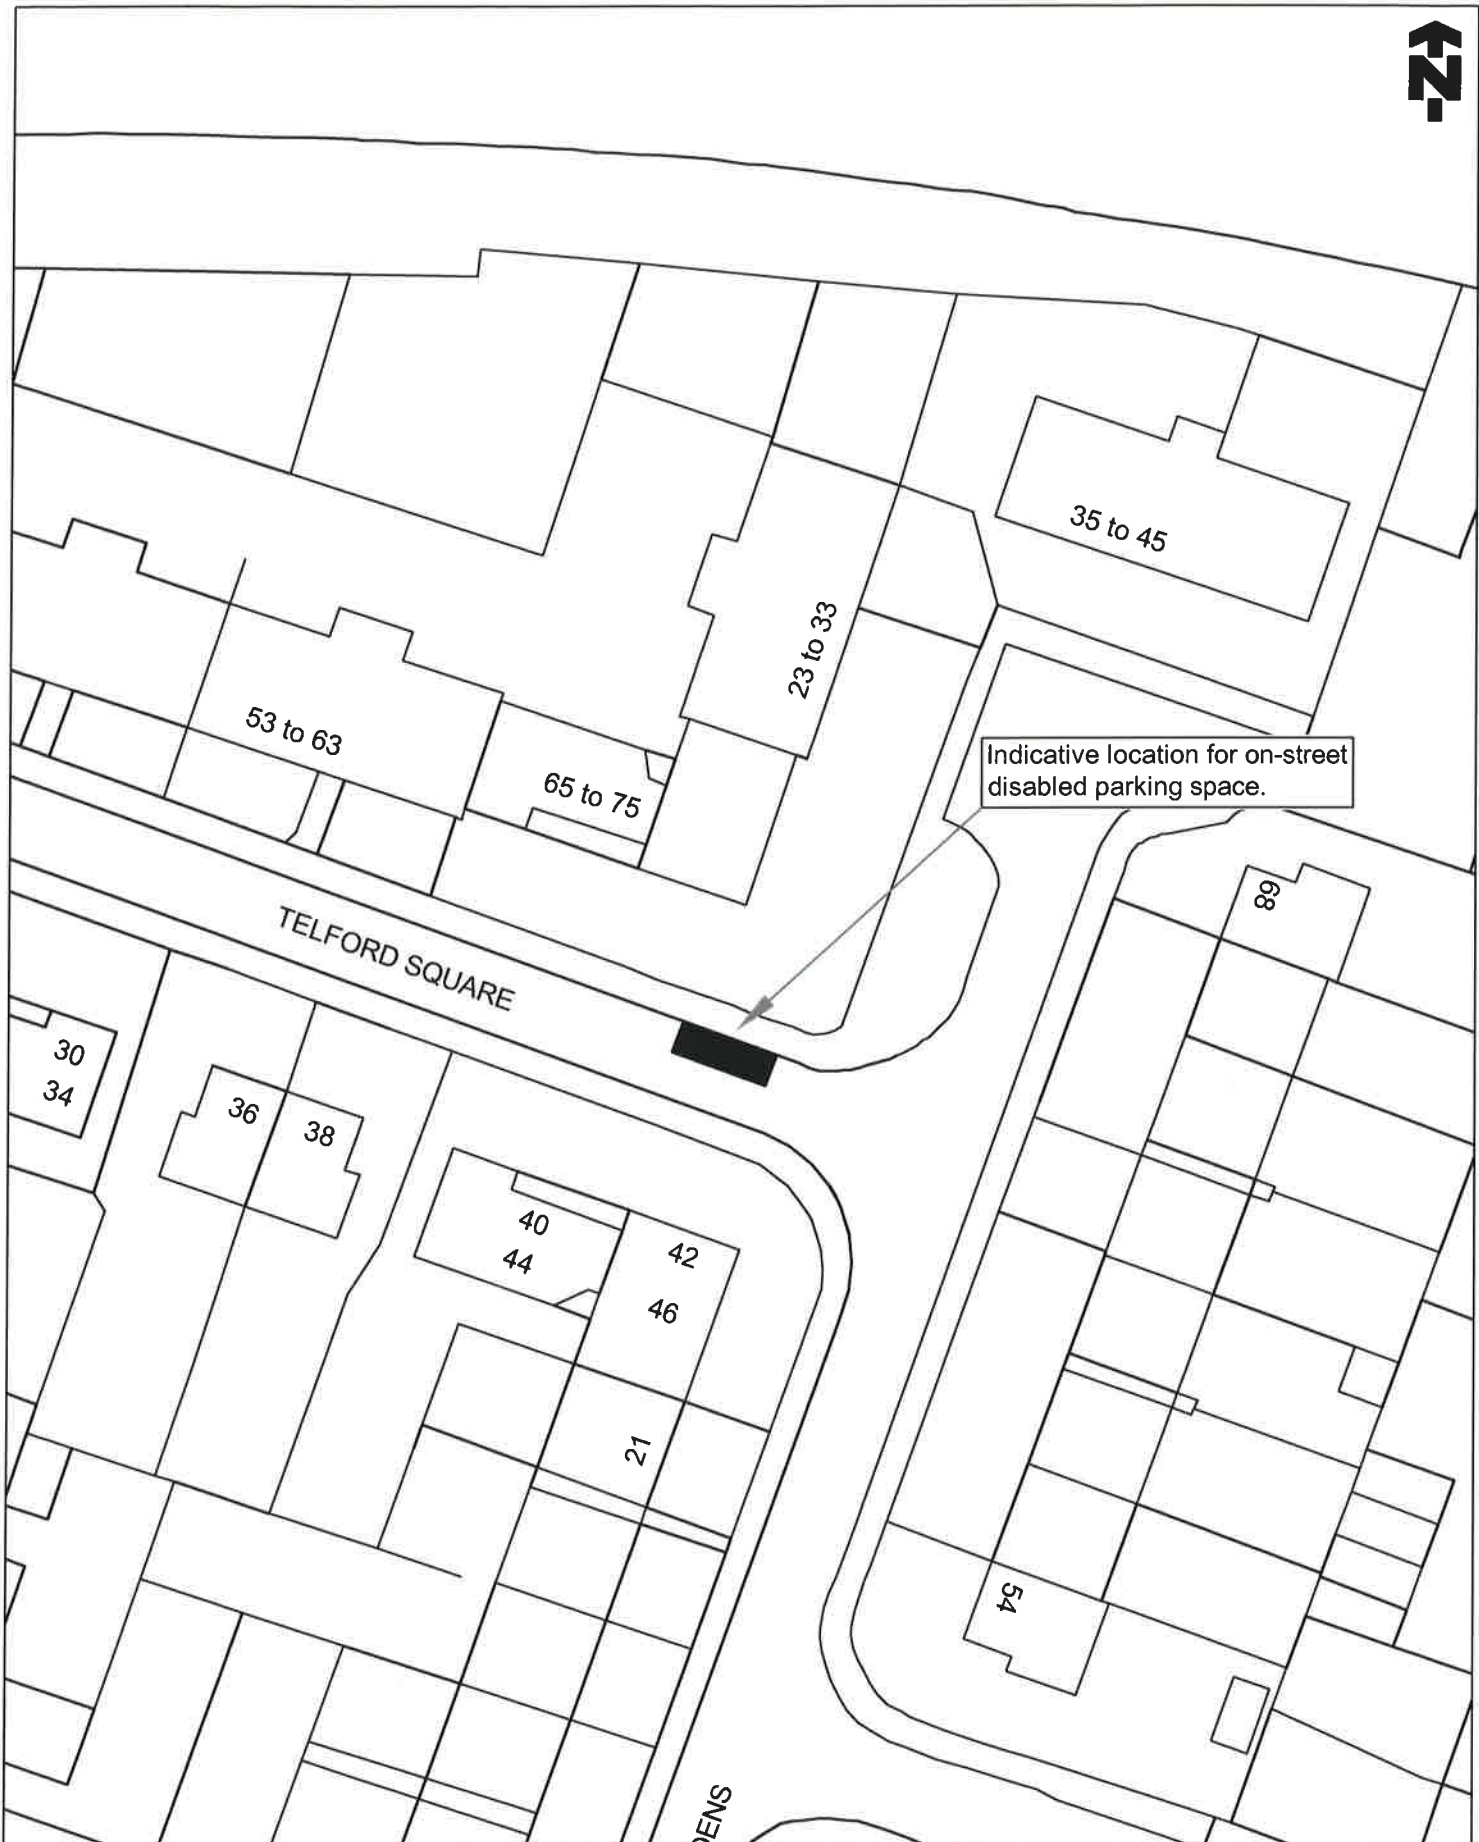 N
35 to 45
23 to 33
53 to 63
65 to 75
Indicative location for on-street
disabled parking space.
68
TELFORD SQUARE
30
34
36
38
40
44
42
46
21
54
DENS